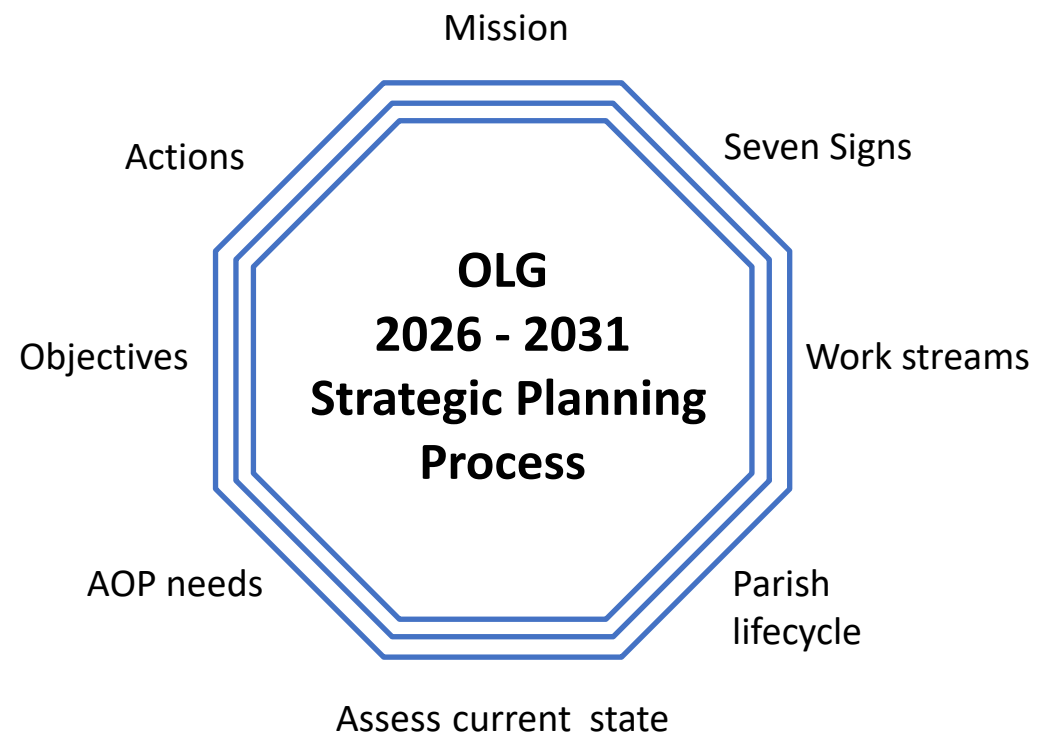 Mission
Seven Signs
Work streams
Parish
lifecycle
Assess current state
AOP needs
Objectives
Actions
OLG
2026 - 2031
Strategic Planning
Process